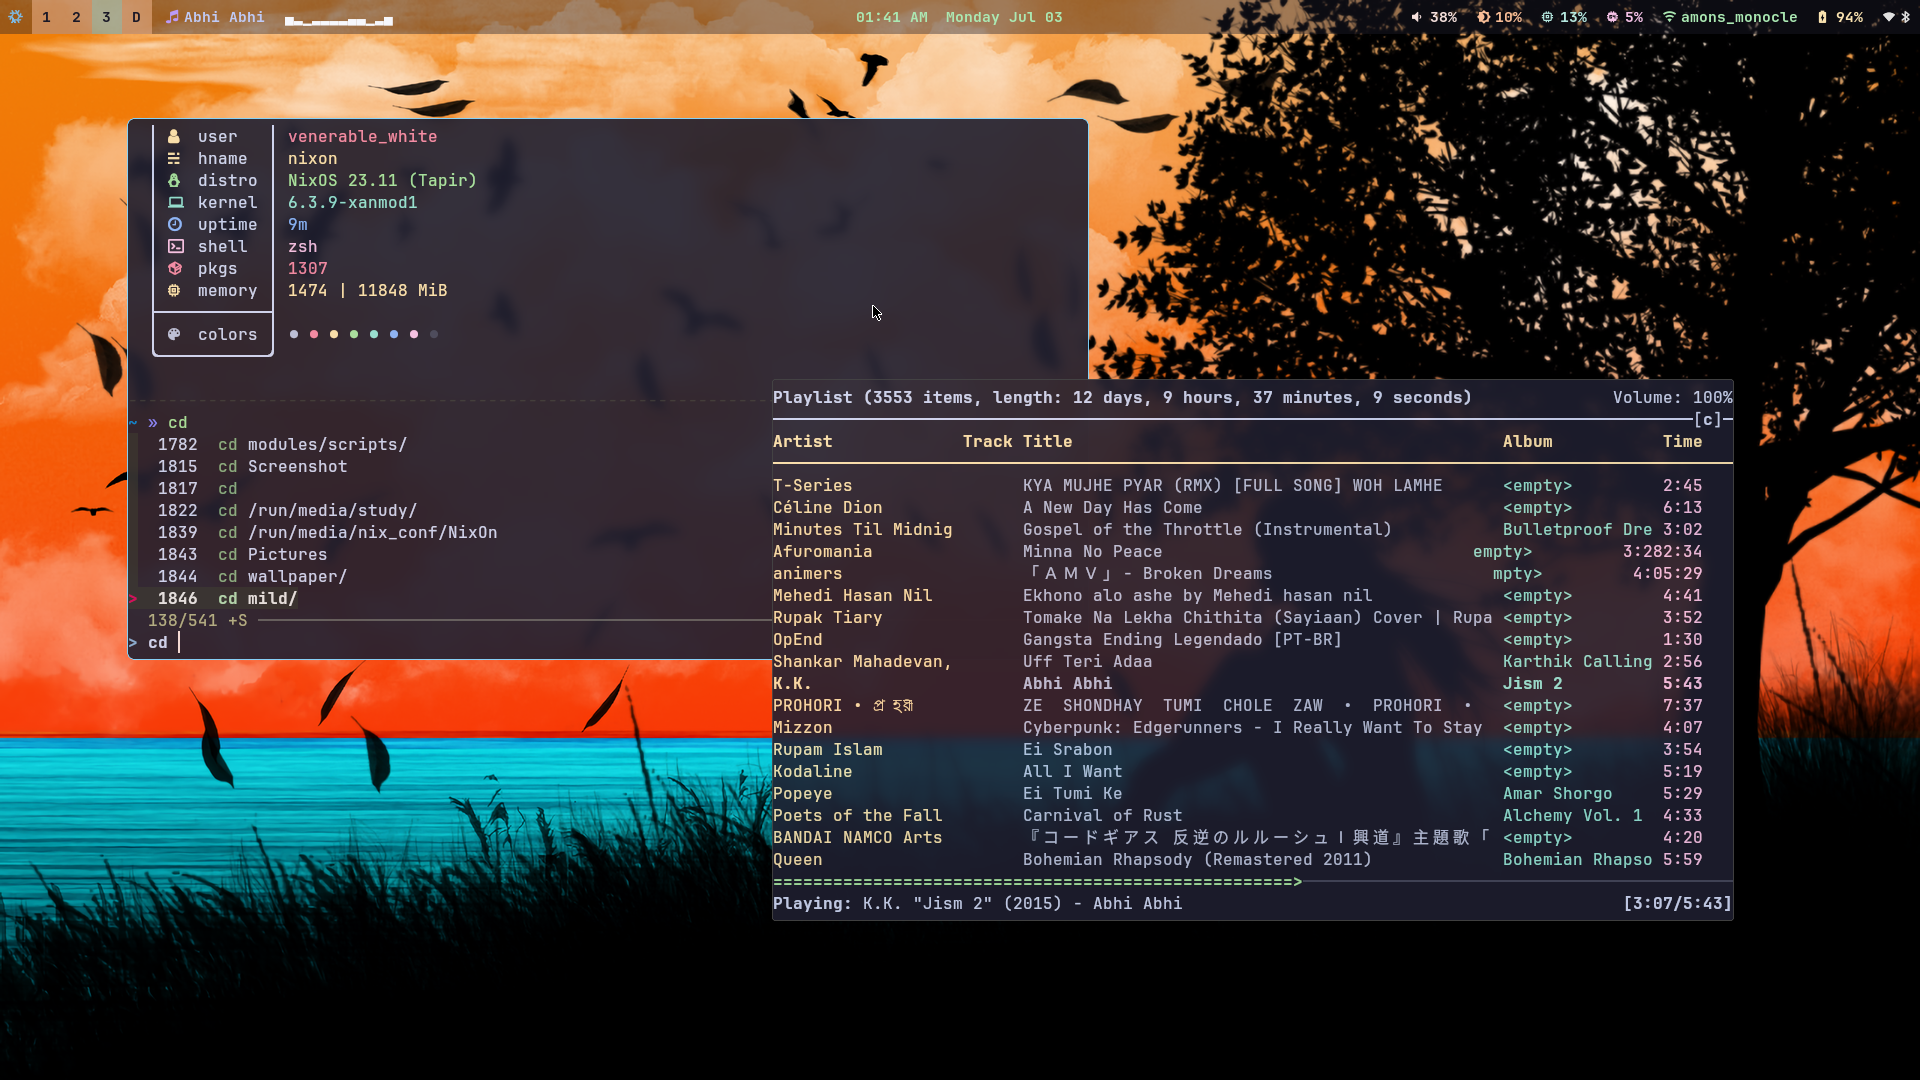 1 2 3 D Abhi Abhi 01:41 AM Monday Jul 03 38% 10% 13% 5% amons_monocle 94%
user venerable_white
hname nixon
distro NixOS 23.11 (Tapir)
kernel 6.3.9-xanmod1
uptime 9m
shell zsh
pkgs 1307
memory 1474 | 11848 MiB
colors
~ » cd
1782 cd modules/scripts/
1815 cd Screenshot
1817 cd
1822 cd /run/media/study/
1839 cd /run/media/nix_conf/NixOn
1843 cd Pictures
1844 cd wallpaper/
> 1846 cd mild/
138/541 +S
> cd
Playlist (3553 items, length: 12 days, 9 hours, 37 minutes, 9 seconds) Volume: 100%
[c]
Artist Track Title Album Time
T-Series KYA MUJHE PYAR (RMX) [FULL SONG] WOH LAMHE <empty> 2:45
Céline Dion A New Day Has Come <empty> 6:13
Minutes Til Midnig Gospel of the Throttle (Instrumental) Bulletproof Dre 3:02
Afuromania Minna No Peace empty> 3:282:34
animers 「ＡＭＶ」- Broken Dreams mpty> 4:05:29
Mehedi Hasan Nil Ekhono alo ashe by Mehedi hasan nil <empty> 4:41
Rupak Tiary Tomake Na Lekha Chithita (Sayiaan) Cover | Rupa <empty> 3:52
OpEnd Gangsta Ending Legendado [PT-BR] <empty> 1:30
Shankar Mahadevan, Uff Teri Adaa Karthik Calling 2:56
K.K. Abhi Abhi Jism 2 5:43
PROHORI • ZE SHONDHAY TUMI CHOLE ZAW • PROHORI • <empty> 7:37
Mizzon Cyberpunk: Edgerunners - I Really Want To Stay <empty> 4:07
Rupam Islam Ei Srabon <empty> 3:54
Kodaline All I Want <empty> 5:19
Popeye Ei Tumi Ke Amar Shorgo 5:29
Poets of the Fall Carnival of Rust Alchemy Vol. 1 4:33
BANDAI NAMCO Arts 『コードギアス 反逆のルルーシュⅠ興道』主題歌「 <empty> 4:20
Queen Bohemian Rhapsody (Remastered 2011) Bohemian Rhapso 5:59
====================================================>
Playing: K.K. "Jism 2" (2015) - Abhi Abhi [3:07/5:43]